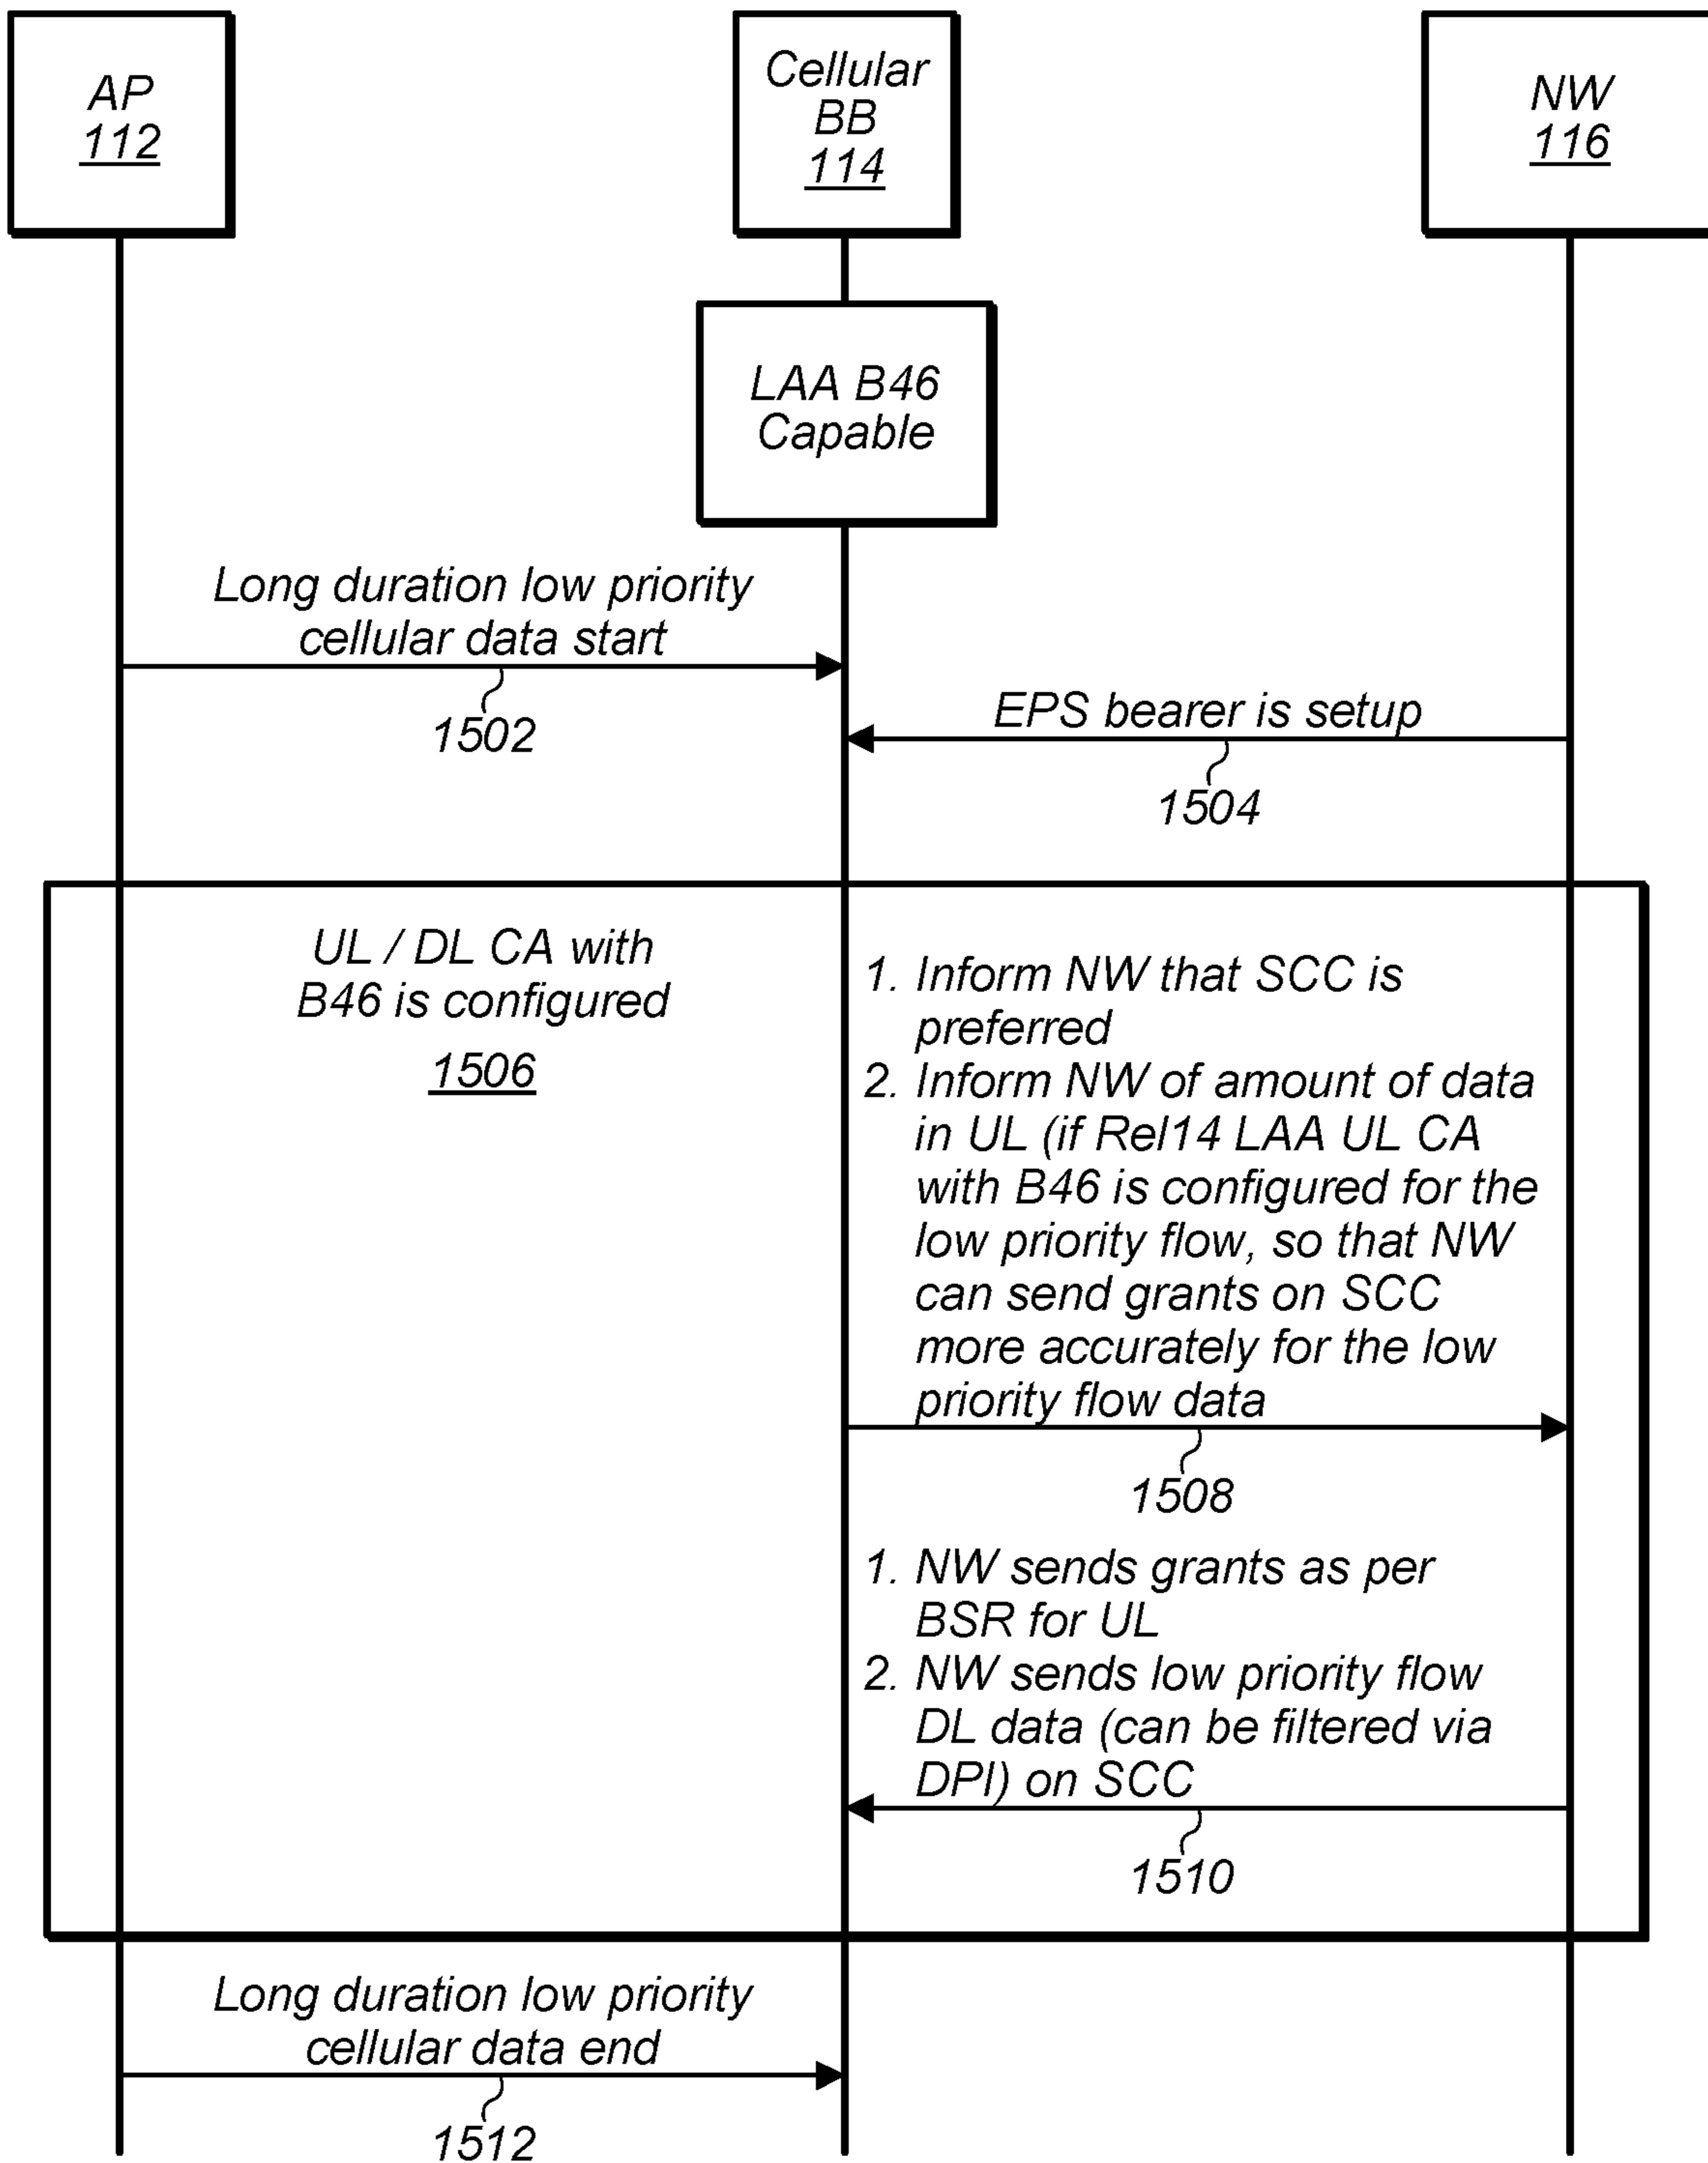 AP
112
Cellular
BB
114
NW
116
LAA B46
Capable
Long duration low priority
cellular data start
1502
EPS bearer is setup
1504
UL / DL CA with
B46 is configured
1506
1. Inform NW that SCC is
preferred
2. Inform NW of amount of data
in UL (if Rel14 LAA UL CA
with B46 is configured for the
low priority flow, so that NW
can send grants on SCC
more accurately for the low
priority flow data
1508
1. NW sends grants as per
BSR for UL
2. NW sends low priority flow
DL data (can be filtered via
DPI) on SCC
1510
Long duration low priority
cellular data end
1512